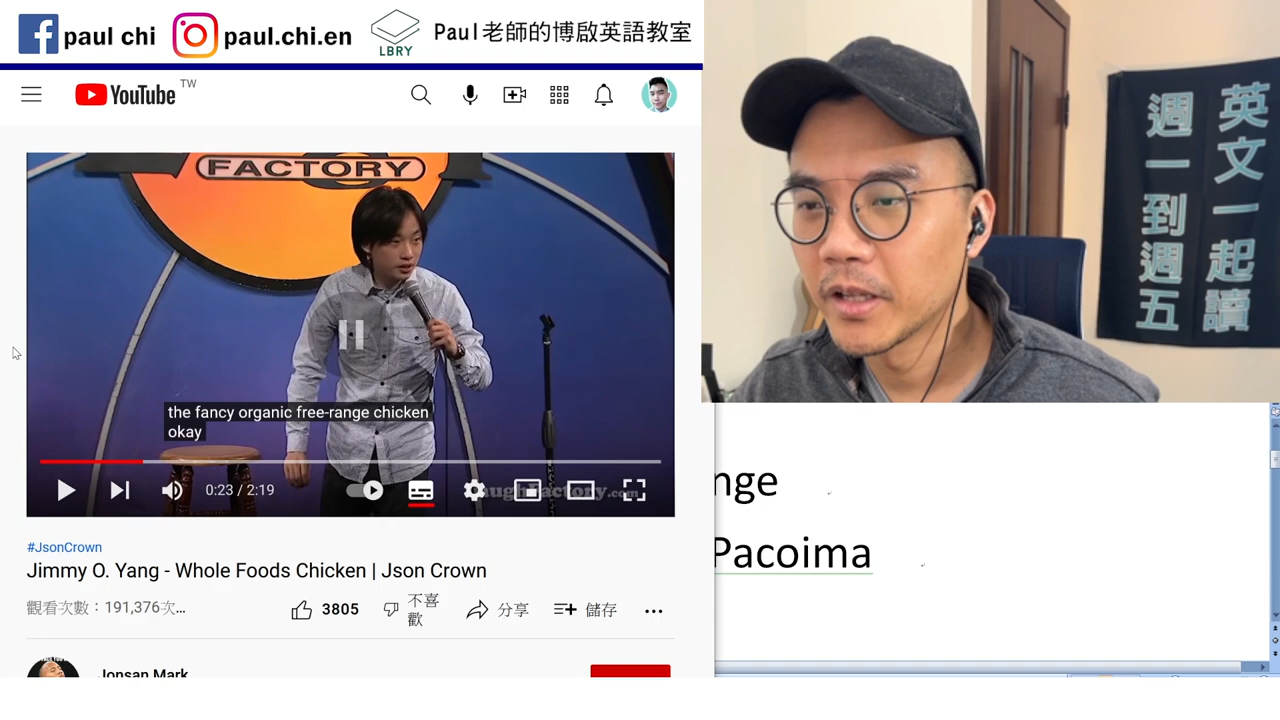 paul chi
paul.chi.en
LBRY
Paul老師的博啟英語教室
YouTube TW
FACTORY
the fancy organic free-range chicken
okay
0:23 / 2:19
#JsonCrown
Jimmy O. Yang - Whole Foods Chicken | Json Crown
觀看次數：191,376次...
3805
不喜
歡
分享
儲存
Jonsan Mark
英文一起讀
週一到週五
nge
Pacoima